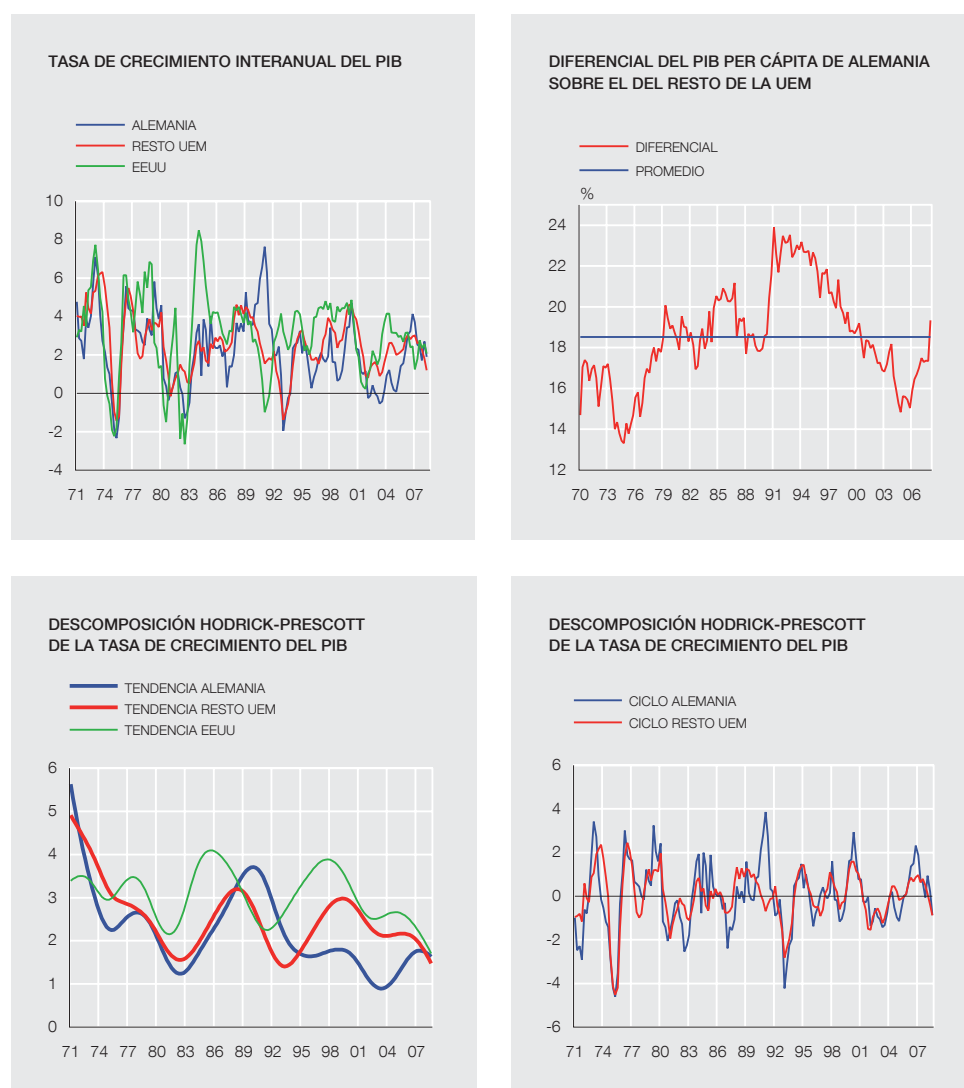 TASA DE CRECIMIENTO INTERANUAL DEL PIB
ALEMANIA
RESTO UEM
EEUU
10
8
6
4
2
0
-2
-4
71 74 77 80 83 86 89 92 95 98 01 04 07
DIFERENCIAL DEL PIB PER CÁPITA DE ALEMANIA
SOBRE EL DEL RESTO DE LA UEM
DIFERENCIAL
PROMEDIO
%
24
22
20
18
16
14
12
70 73 76 79 82 85 88 91 94 97 00 03 06
DESCOMPOSICIÓN HODRICK-PRESCOTT
DE LA TASA DE CRECIMIENTO DEL PIB
TENDENCIA ALEMANIA
TENDENCIA RESTO UEM
TENDENCIA EEUU
6
5
4
3
2
1
0
71 74 77 80 83 86 89 92 95 98 01 04 07
DESCOMPOSICIÓN HODRICK-PRESCOTT
DE LA TASA DE CRECIMIENTO DEL PIB
CICLO ALEMANIA
CICLO RESTO UEM
6
4
2
0
-2
-4
-6
71 74 77 80 83 86 89 92 95 98 01 04 07